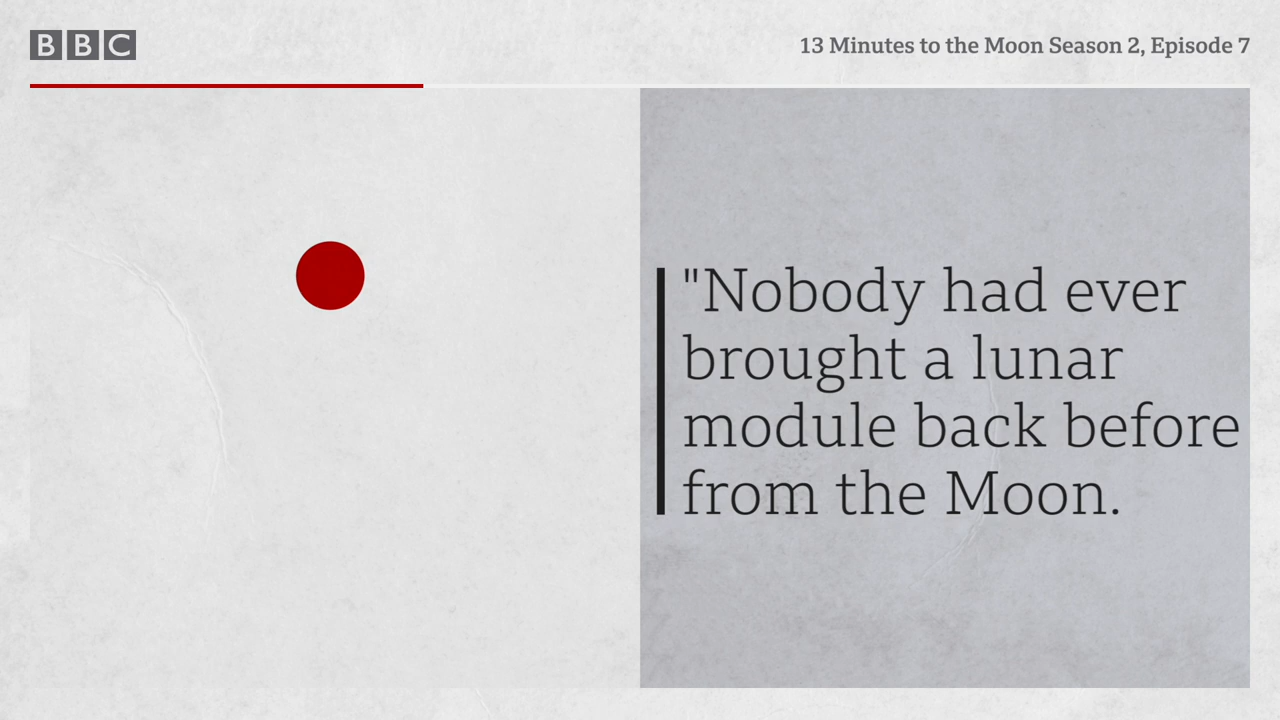 BBC
13 Minutes to the Moon Season 2, Episode 7
"Nobody had ever
brought a lunar
module back before
from the Moon.